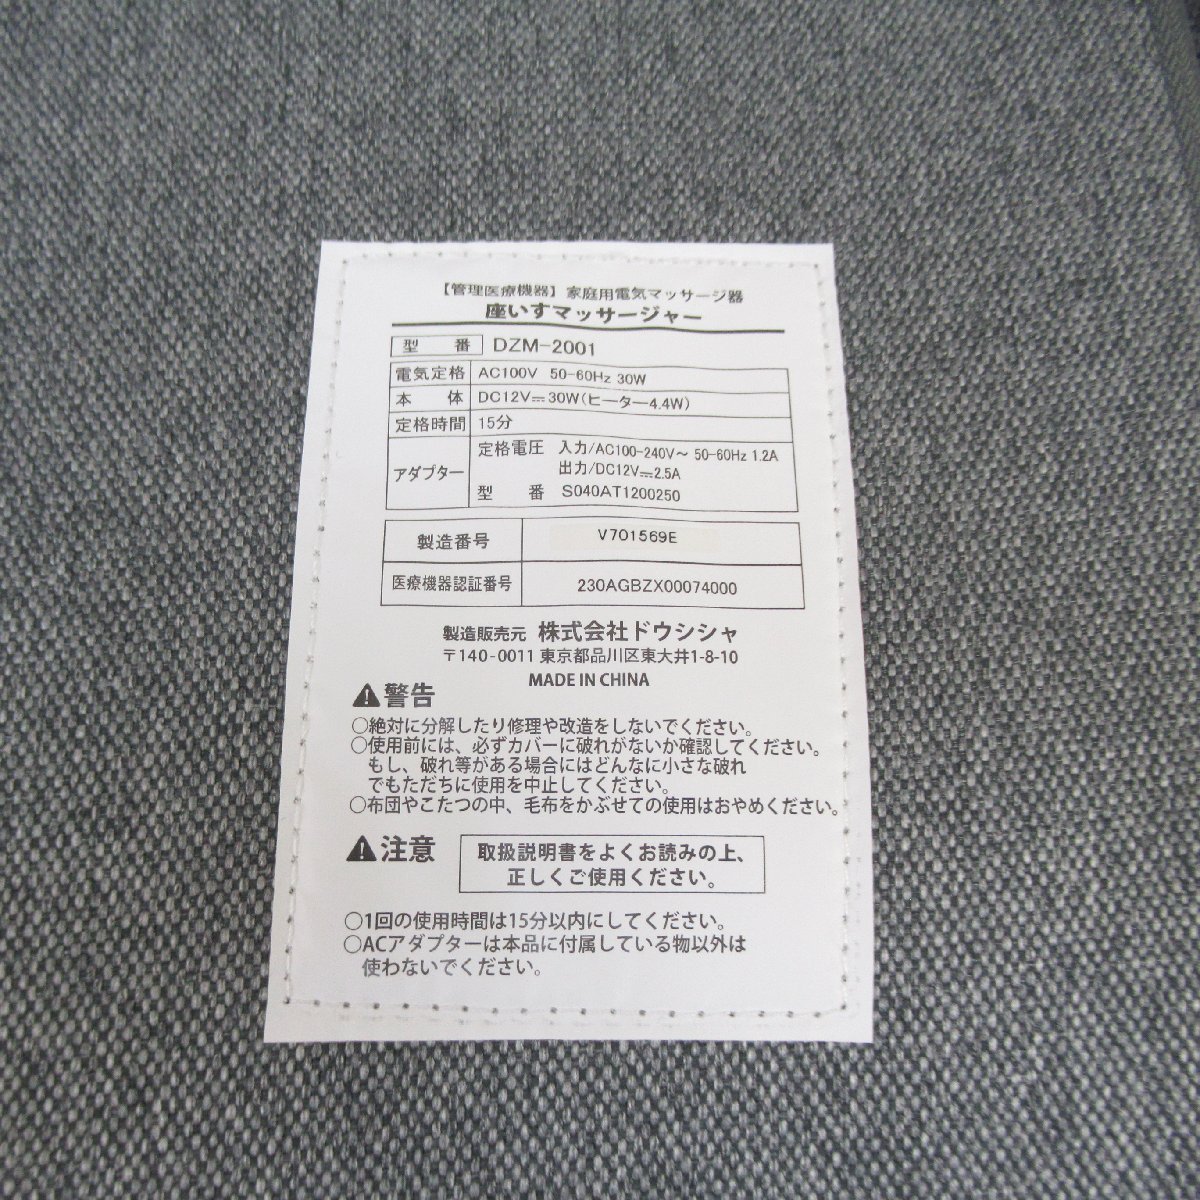 【管理医療機器】家庭用電気マッサージ器
座いすマッサージャー
型 番 DZM-2001
電気定格 AC100V 50-60Hz 30W
本 体 DC12V⎓30W(ヒーター4.4W)
定格時間 15分
アダプター 定格電圧 入力/AC100-240V～ 50-60Hz 1.2A
出力/DC12V⎓2.5A
型 番 S040AT1200250
製造番号 V701569E
医療機器認証番号 230AGBZX00074000
製造販売元 株式会社ドウシシャ
〒140-0011 東京都品川区東大井1-8-10
MADE IN CHINA
⚠警告
○絶対に分解したり修理や改造をしないでください。
○使用前には、必ずカバーに破れがないか確認してください。
もし、破れ等がある場合にはどんなに小さな破れ
でもただちに使用を中止してください。
○布団やこたつの中、毛布をかぶせての使用はおやめください。
⚠注意 取扱説明書をよくお読みの上、
正しくご使用ください。
○1回の使用時間は15分以内にしてください。
○ACアダプターは本品に付属している物以外は
使わないでください。